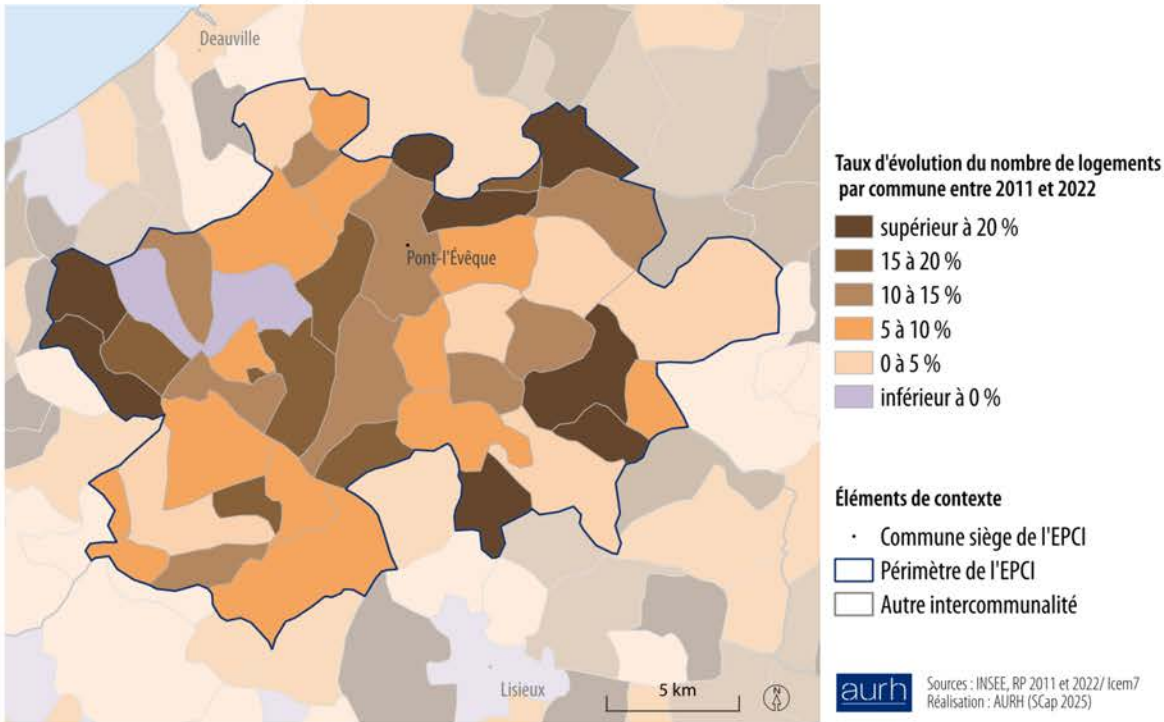 Deauville
Pont-l'Évêque
Lisieux
5 km
N
Taux d'évolution du nombre de logements
par commune entre 2011 et 2022
supérieur à 20 %
15 à 20 %
10 à 15 %
5 à 10 %
0 à 5 %
inférieur à 0 %
Éléments de contexte
Commune siège de l'EPCI
Périmètre de l'EPCI
Autre intercommunalité
aurh
Sources : INSEE, RP 2011 et 2022/ Icem7
Réalisation : AURH (SCap 2025)